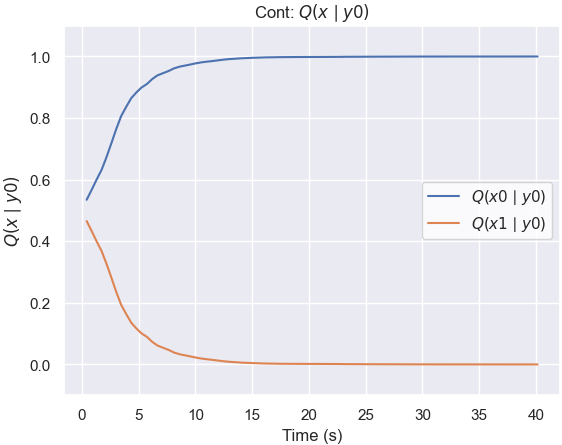 Cont: Q(x | y0)
Q(x | y0)
1.0
0.8
0.6
0.4
0.2
0.0
Q(x0 | y0)
Q(x1 | y0)
0 5 10 15 20 25 30 35 40
Time (s)